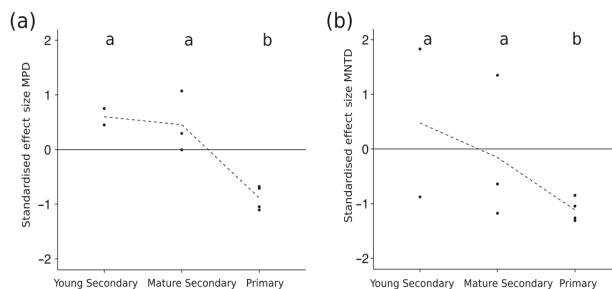 (a)
a a b
Standardised effect size MPD
2
1
0
−1
−2
Young Secondary Mature Secondary Primary
(b)
a a b
Standardised effect size MNTD
2
1
0
−1
−2
Young Secondary Mature Secondary Primary